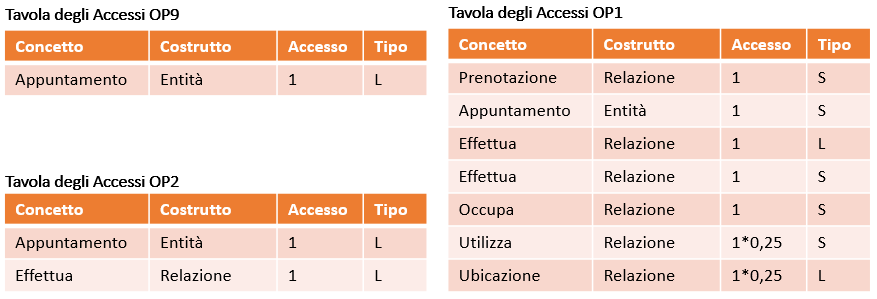 Tavola degli Accessi OP9
Concetto Costrutto Accesso Tipo
Appuntamento Entità 1 L
Tavola degli Accessi OP2
Concetto Costrutto Accesso Tipo
Appuntamento Entità 1 L
Effettua Relazione 1 L
Tavola degli Accessi OP1
Concetto Costrutto Accesso Tipo
Prenotazione Relazione 1 S
Appuntamento Entità 1 S
Effettua Relazione 1 L
Effettua Relazione 1 S
Occupa Relazione 1 S
Utilizza Relazione 1*0,25 S
Ubicazione Relazione 1*0,25 L